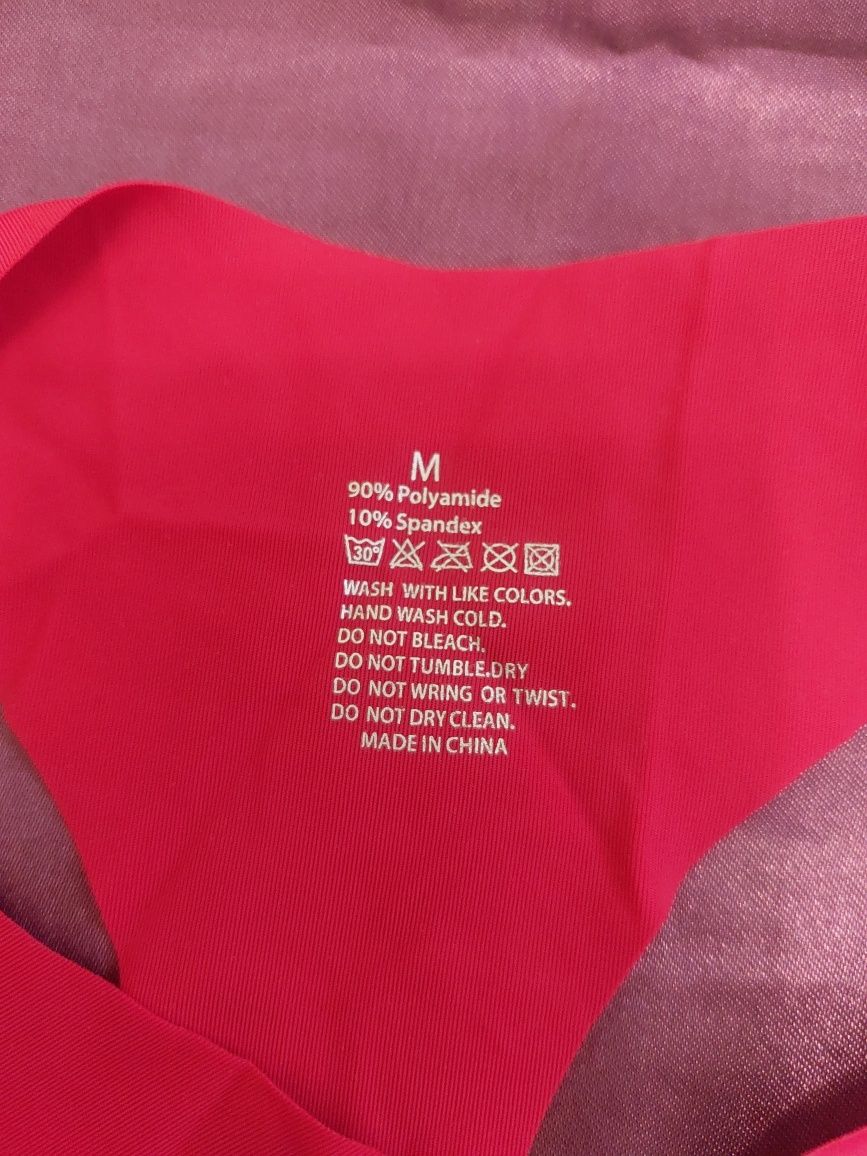 M
90% Polyamide
10% Spandex
30°
WASH WITH LIKE COLORS.
HAND WASH COLD.
DO NOT BLEACH.
DO NOT TUMBLE.DRY
DO NOT WRING OR TWIST.
DO NOT DRY CLEAN.
MADE IN CHINA